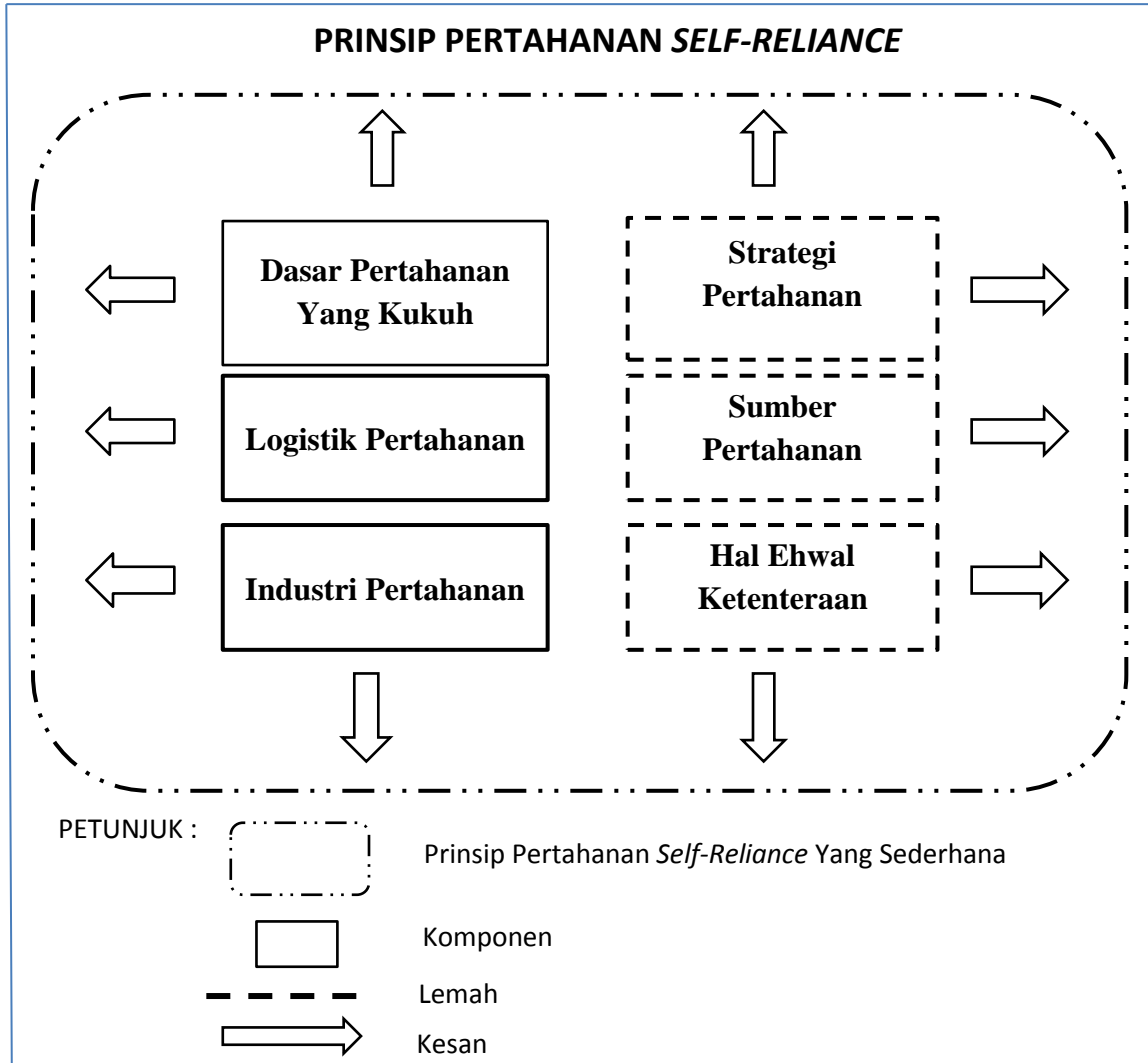 PRINSIP PERTAHANAN SELF-RELIANCE
Dasar Pertahanan
Yang Kukuh
Strategi
Pertahanan
Logistik Pertahanan
Sumber
Pertahanan
Industri Pertahanan
Hal Ehwal
Ketenteraan
PETUNJUK :
Prinsip Pertahanan Self-Reliance Yang Sederhana
Komponen
Lemah
Kesan